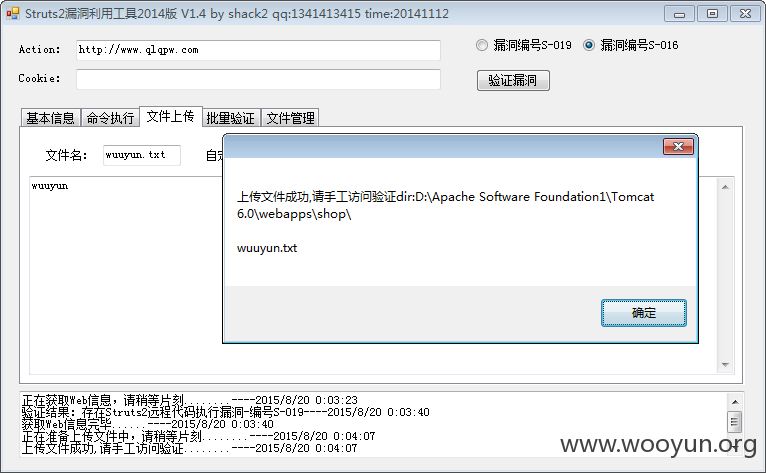 Struts2漏洞利用工具2014版 V1.4 by shack2 qq:1341413415 time:20141112
Action: http://www.qlqpw.com 漏洞编号S-019 漏洞编号S-016
Cookie: 验证漏洞
基本信息 命令执行 文件上传 批量验证 文件管理
文件名: wuuyun.txt 自定
wuuyun
上传文件成功,请手工访问验证dir:D:\Apache Software Foundation1\Tomcat
6.0\webapps\shop\
wuuyun.txt
确定
正在获取Web信息，请稍等片刻........----2015/8/20 0:03:23
验证结果：存在Struts2远程代码执行漏洞-编号S-019----2015/8/20 0:03:40
获取Web信息完毕......----2015/8/20 0:03:40
正在准备上传文件中，请稍等片刻........----2015/8/20 0:04:07
上传文件成功,请手工访问验证........----2015/8/20 0:04:07
www.wooyun.org